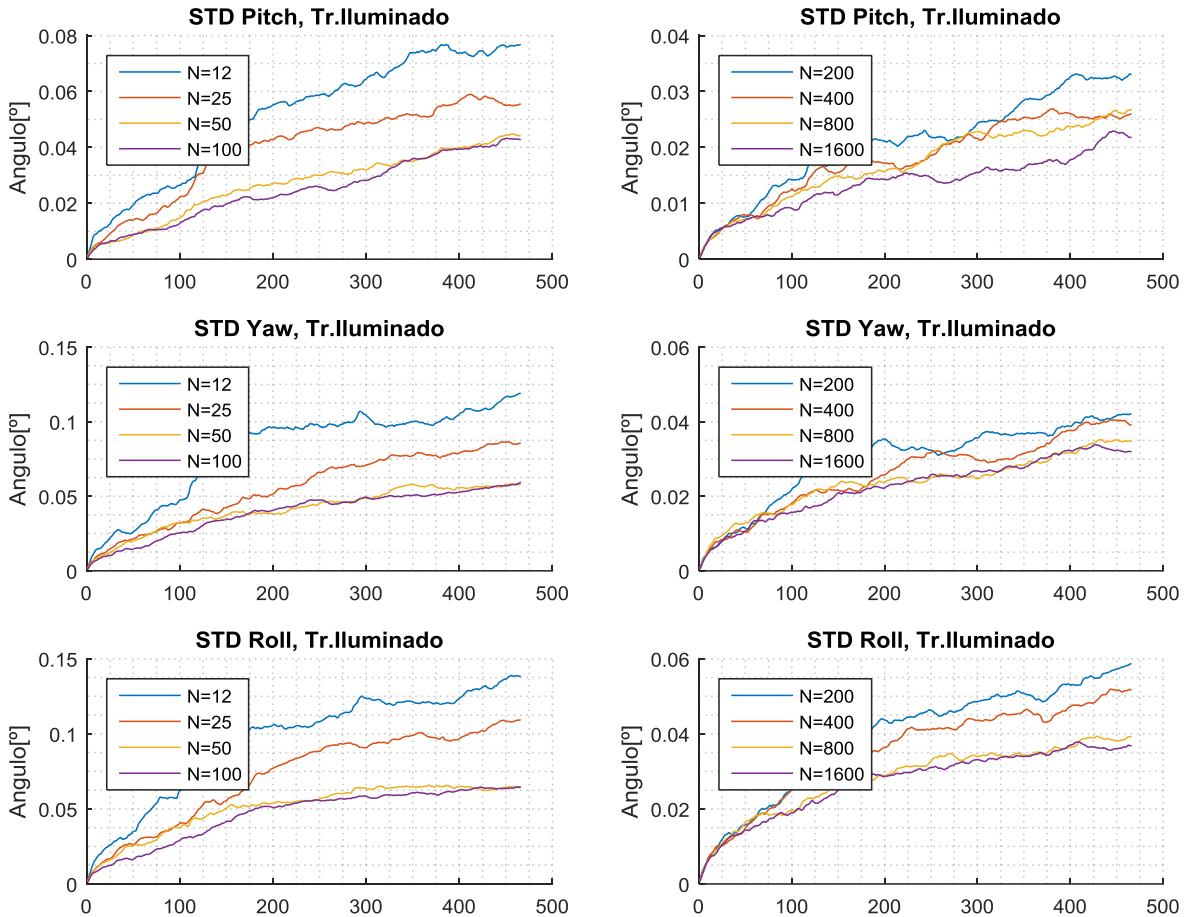 STD Pitch, Tr.Iluminado
0.08
0.06
0.04
0.02
0
Angulo[º]
N=12
N=25
N=50
N=100
0 100 200 300 400 500
STD Pitch, Tr.Iluminado
0.04
0.03
0.02
0.01
0
Angulo[º]
N=200
N=400
N=800
N=1600
0 100 200 300 400 500
STD Yaw, Tr.Iluminado
0.15
0.1
0.05
0
Angulo[º]
N=12
N=25
N=50
N=100
0 100 200 300 400 500
STD Yaw, Tr.Iluminado
0.06
0.04
0.02
0
Angulo[º]
N=200
N=400
N=800
N=1600
0 100 200 300 400 500
STD Roll, Tr.Iluminado
0.15
0.1
0.05
0
Angulo[º]
N=12
N=25
N=50
N=100
0 100 200 300 400 500
STD Roll, Tr.Iluminado
0.06
0.04
0.02
0
Angulo[º]
N=200
N=400
N=800
N=1600
0 100 200 300 400 500